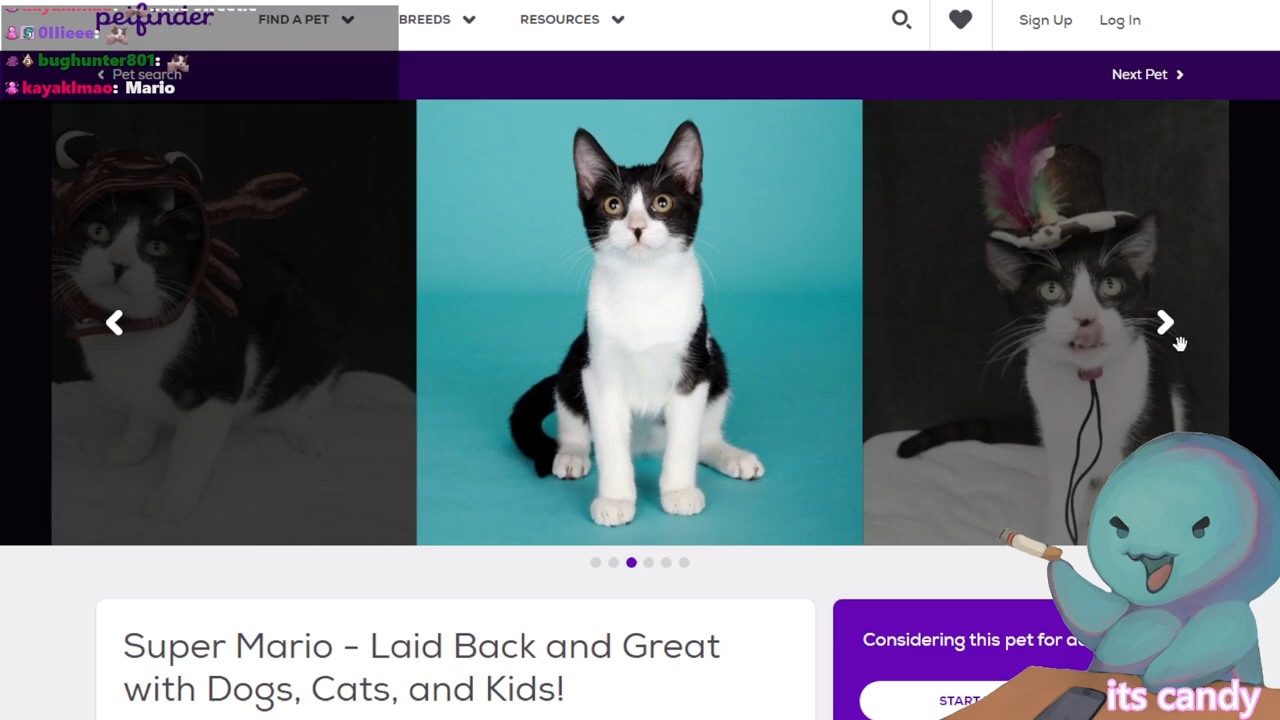 petfinder
FIND A PET
BREEDS
RESOURCES
Sign Up
Log In
0llieee:
bughunter801:
Pet search
kayaklmao: Mario
Next Pet
Super Mario - Laid Back and Great
with Dogs, Cats, and Kids!
Considering this pet for
START
its candy